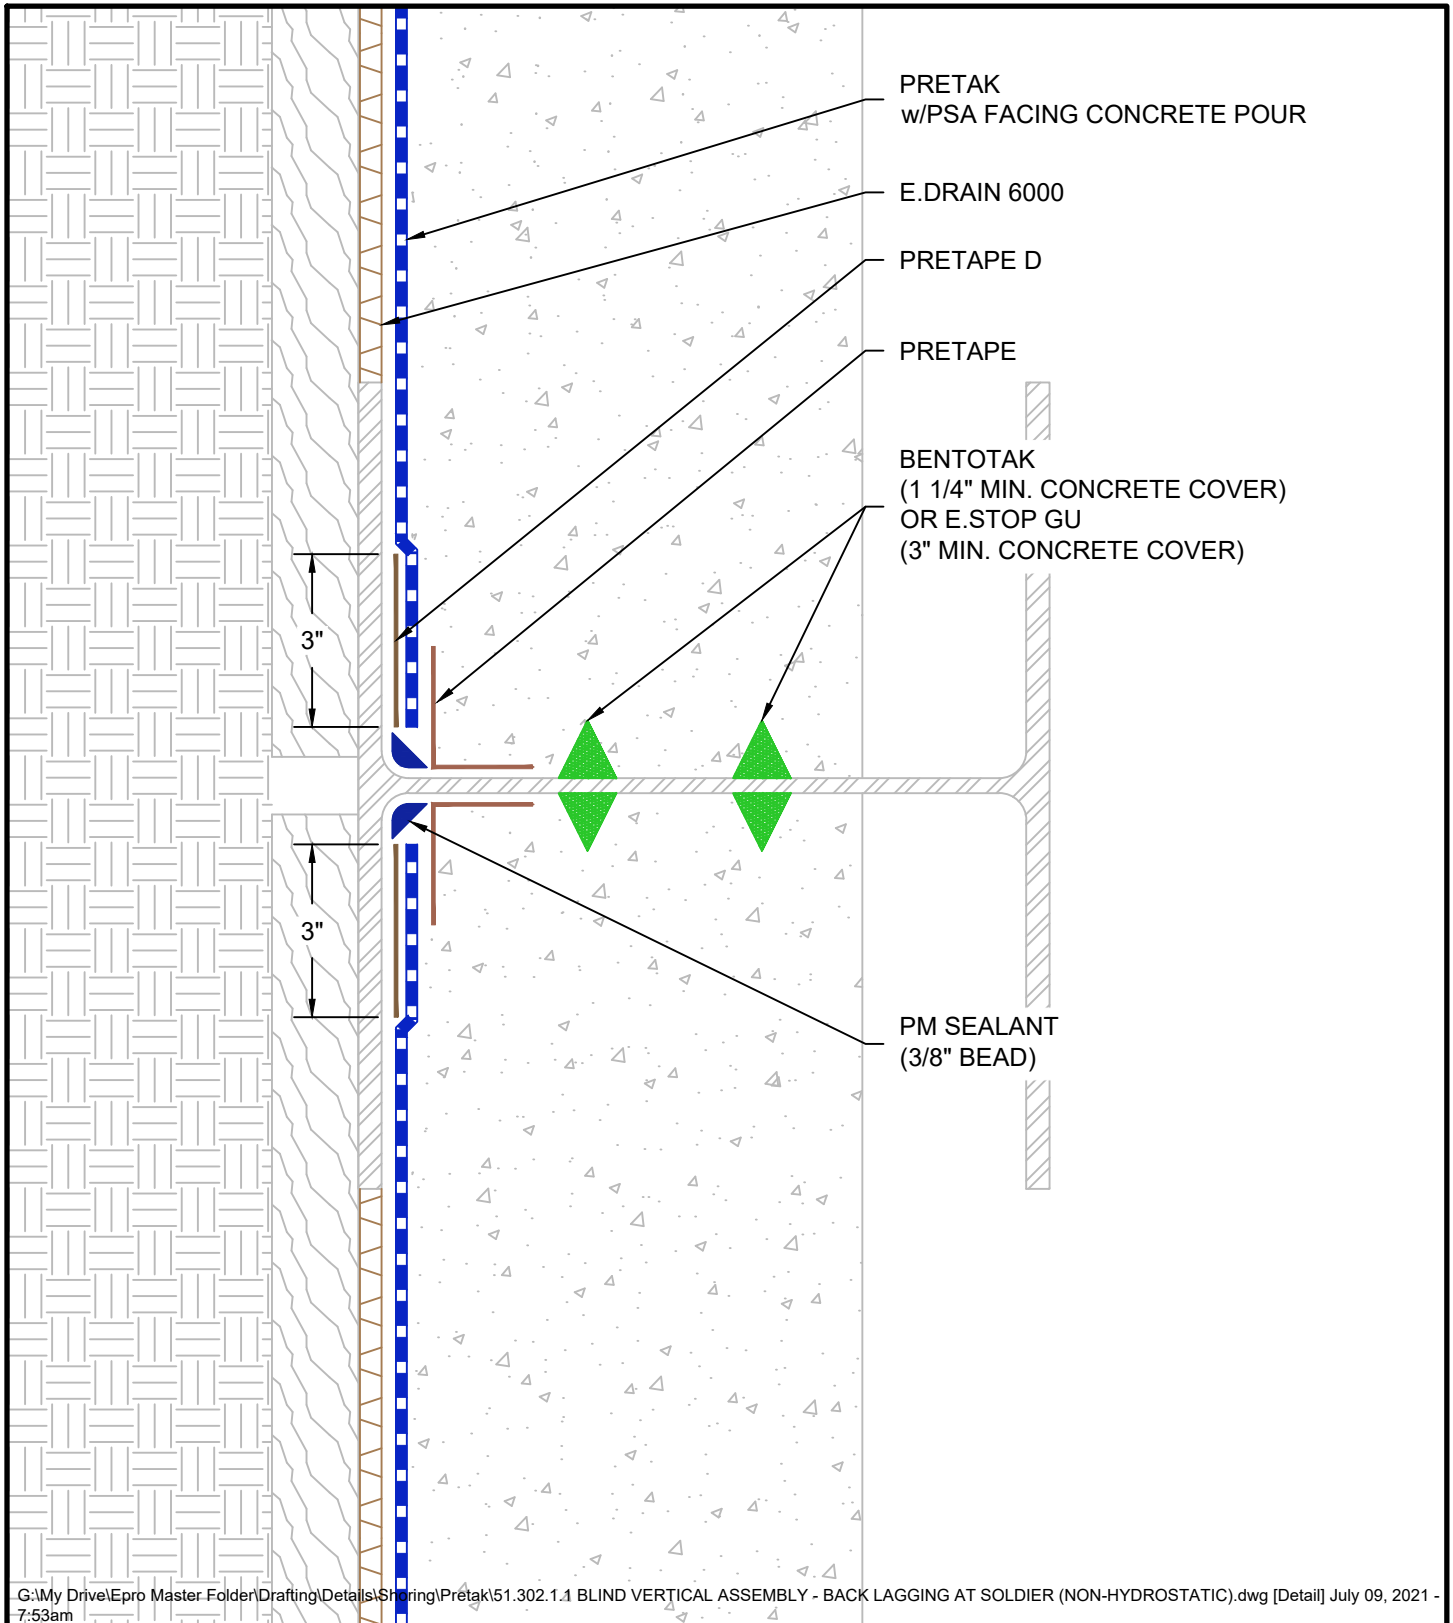 PRETAK
w/PSA FACING CONCRETE POUR
E.DRAIN 6000
PRETAPE D
PRETAPE
BENTOTAK
(1 1/4" MIN. CONCRETE COVER)
OR E.STOP GU
(3" MIN. CONCRETE COVER)
3"
3"
PM SEALANT
(3/8" BEAD)
G:\My Drive\Epro Master Folder\Drafting\Details\Shoring\Pretak\51.302.1.1 BLIND VERTICAL ASSEMBLY - BACK LAGGING AT SOLDIER (NON-HYDROSTATIC).dwg [Detail] July 09, 2021 -
7:53am